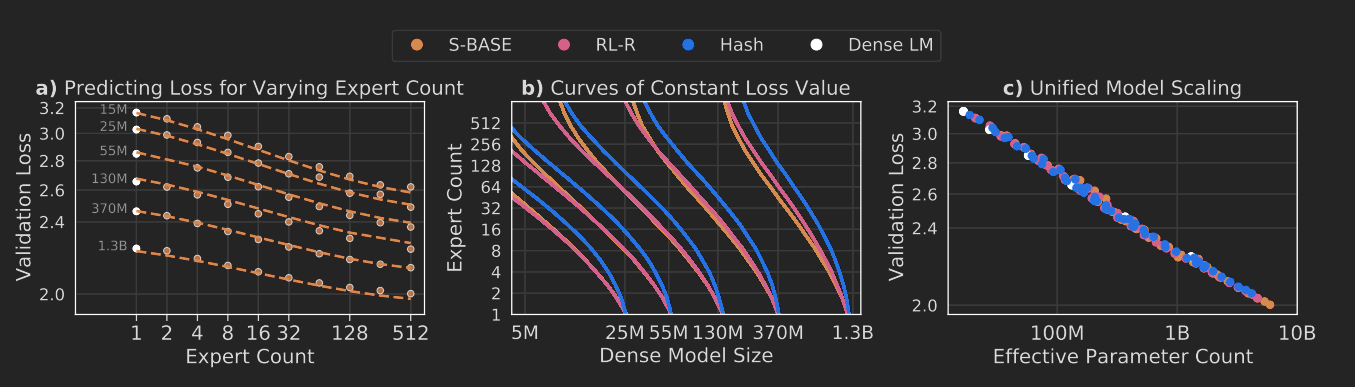 S-BASE RL-R Hash Dense LM
a) Predicting Loss for Varying Expert Count
3.2
3.0
2.8
2.6
2.4
2.0
Validation Loss
15M
25M
55M
130M
370M
1.3B
1 2 4 8 16 32 128 512
Expert Count
b) Curves of Constant Loss Value
512
256
128
64
32
16
8
4
2
1
Expert Count
5M 25M 55M 130M 370M 1.3B
Dense Model Size
c) Unified Model Scaling
3.2
3.0
2.8
2.6
2.4
2.0
Validation Loss
100M 1B 10B
Effective Parameter Count